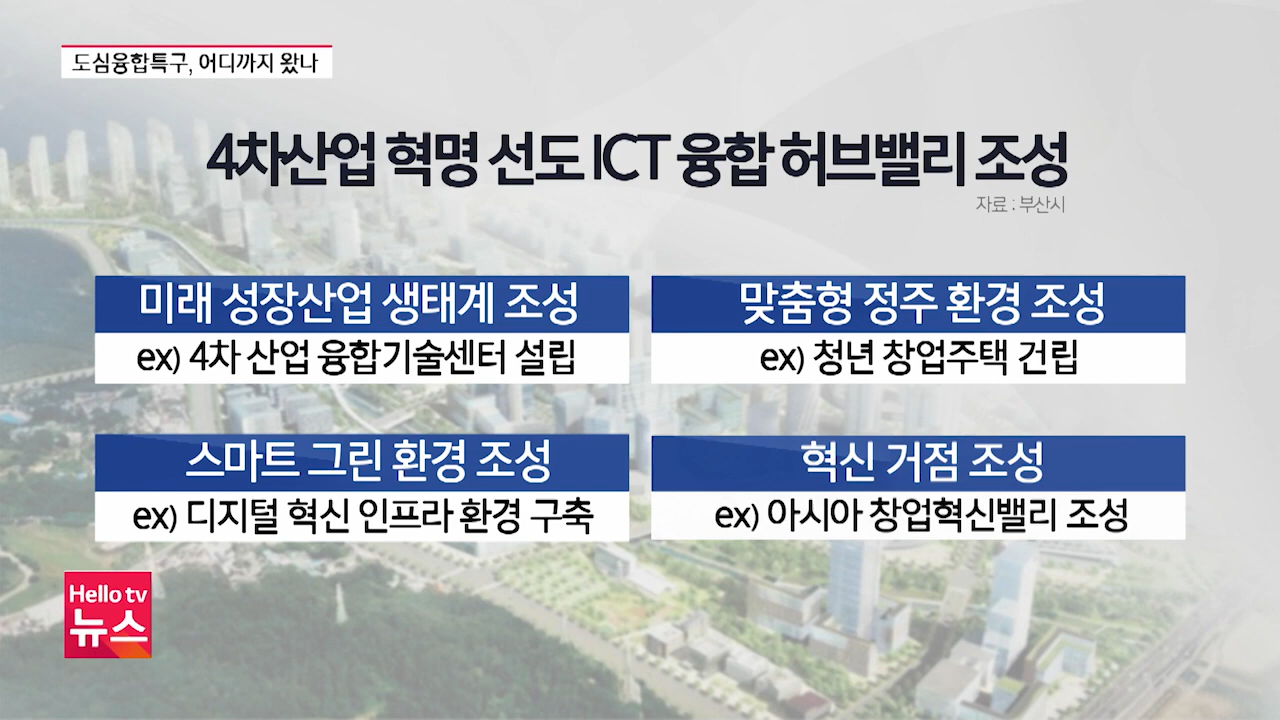 도심융합특구, 어디까지 왔나
4차산업 혁명 선도 ICT 융합 허브밸리 조성
자료 : 부산시
미래 성장산업 생태계 조성
ex) 4차 산업 융합기술센터 설립
맞춤형 정주 환경 조성
ex) 청년 창업주택 건립
스마트 그린 환경 조성
ex) 디지털 혁신 인프라 환경 구축
혁신 거점 조성
ex) 아시아 창업혁신밸리 조성
Hello tv
뉴스